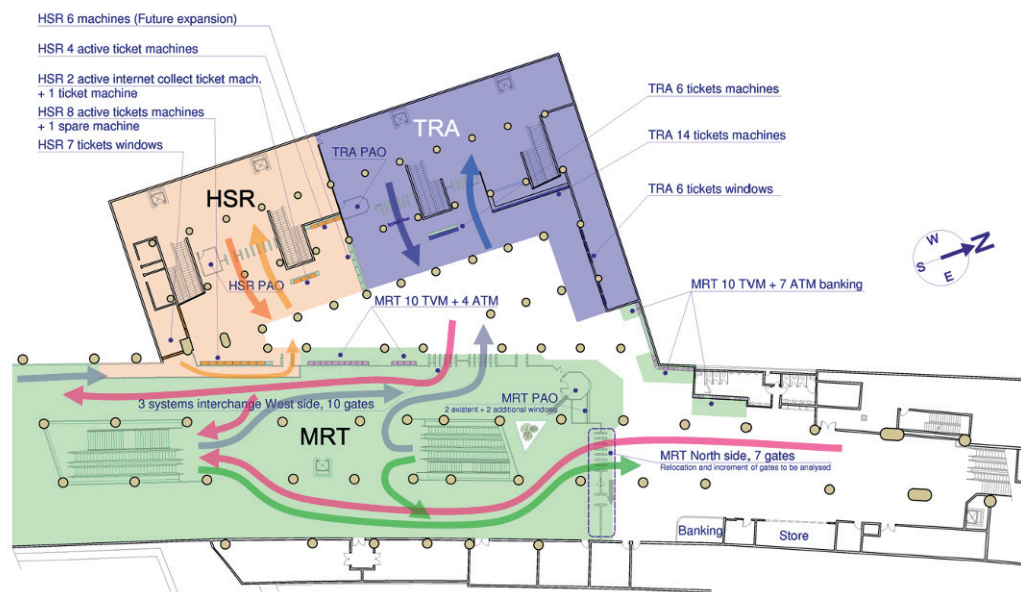 HSR 6 machines (Future expansion)
HSR 4 active ticket machines
HSR 2 active internet collect ticket mach.
+ 1 ticket machine
HSR 8 active tickets machines
+ 1 spare machine
HSR 7 tickets windows
TRA 6 tickets machines
TRA 14 tickets machines
TRA 6 tickets windows
TRA
TRA PAO
HSR
HSR PAO
W
N
S
E
MRT 10 TVM + 4 ATM
MRT 10 TVM + 7 ATM banking
3 systems interchange West side, 10 gates
MRT PAO
2 existent + 2 additional windows
MRT
MRT North side, 7 gates
Relocation and increment of gates to be analysed
Banking
Store